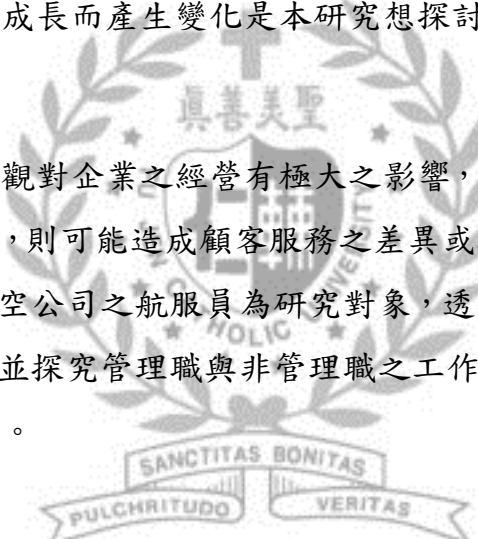 成長而產生變化是本研究想探討
真善美聖
觀對企業之經營有極大之影響，
，則可能造成顧客服務之差異或
空公司之航服員為研究對象，透
HOLIC
並探究管理職與非管理職之工作
。
SANCTITAS BONITAS
PULCHRITUDO VERITAS